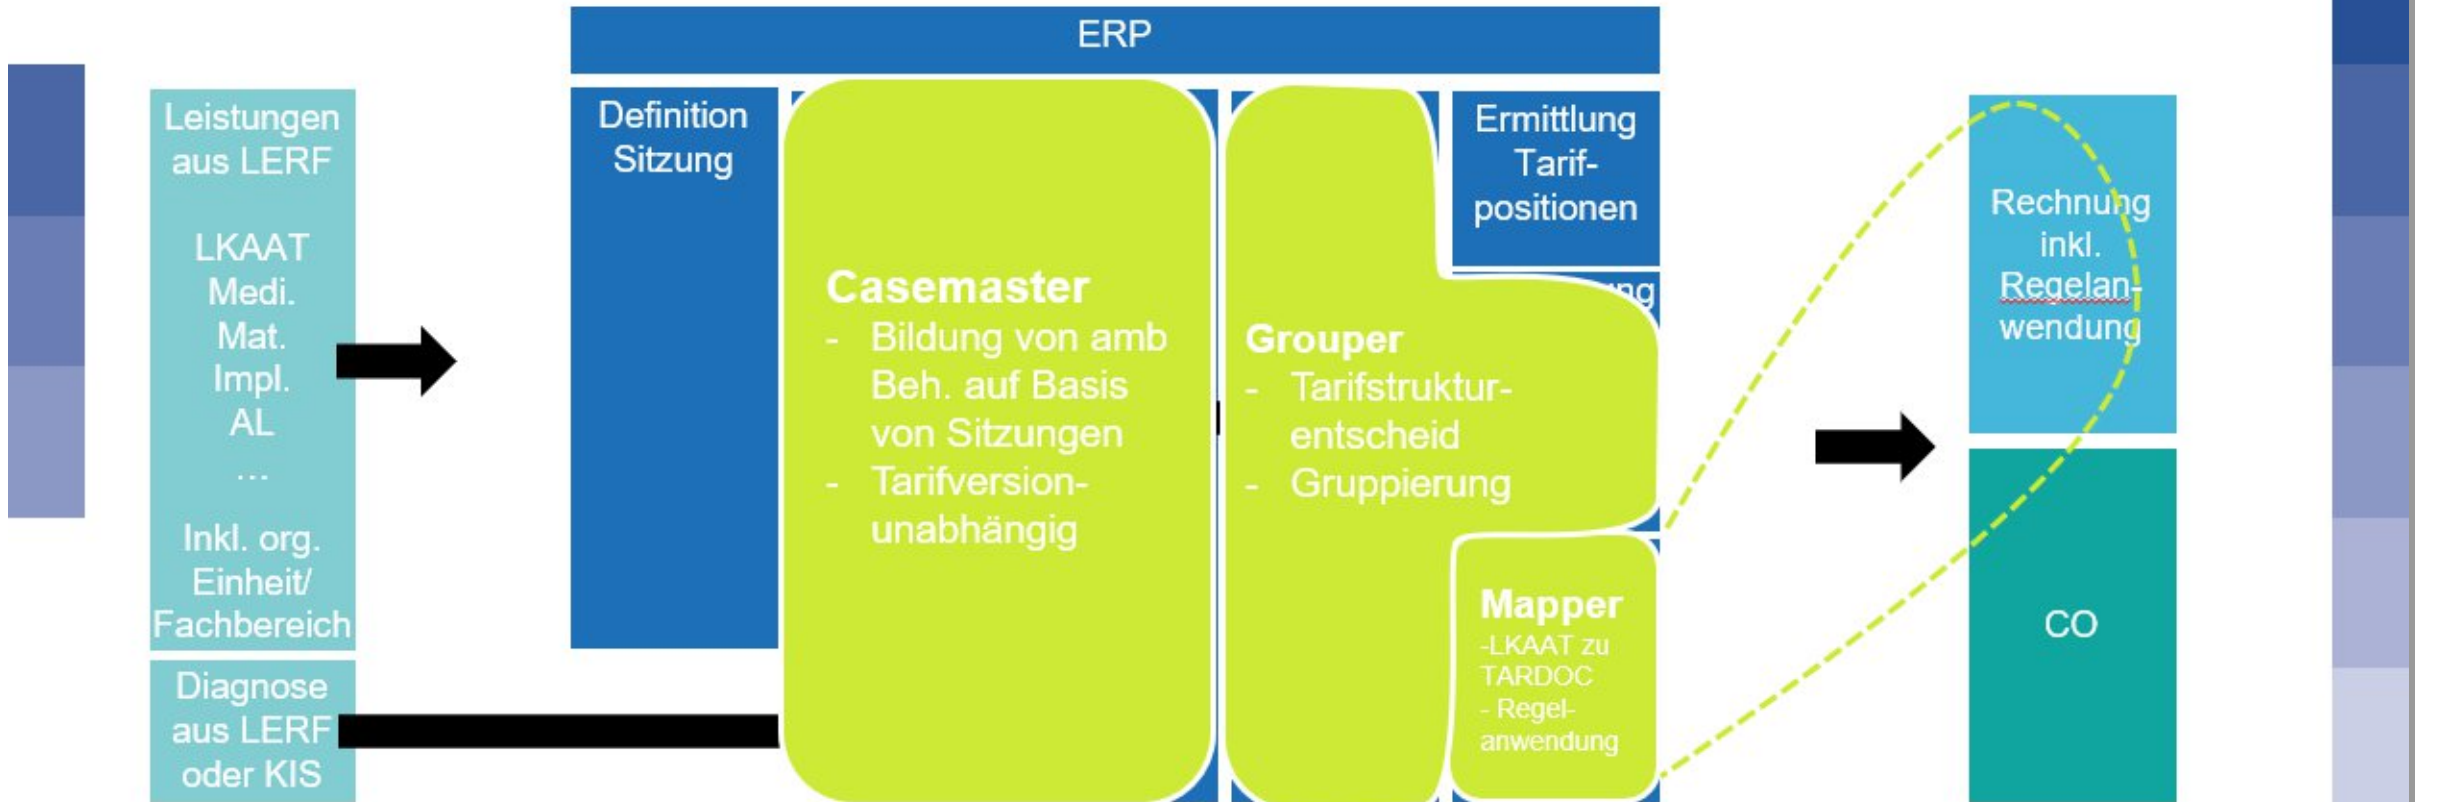 ERP
Leistungen
aus LERF
LKAAT
Medi.
Mat.
Impl.
AL
...
Inkl. org.
Einheit/
Fachbereich
Diagnose
aus LERF
oder KIS
Definition
Sitzung
Casemaster
- Bildung von amb
Beh. auf Basis
von Sitzungen
- Tarifversion-
unabhängig
Grouper
- Tarifstruktur-
entscheid
- Gruppierung
Ermittlung
Tarif-
positionen
Mapper
-LKAAT zu
TARDOC
- Regel-
anwendung
Rechnung
inkl.
Regelan-
wendung
CO